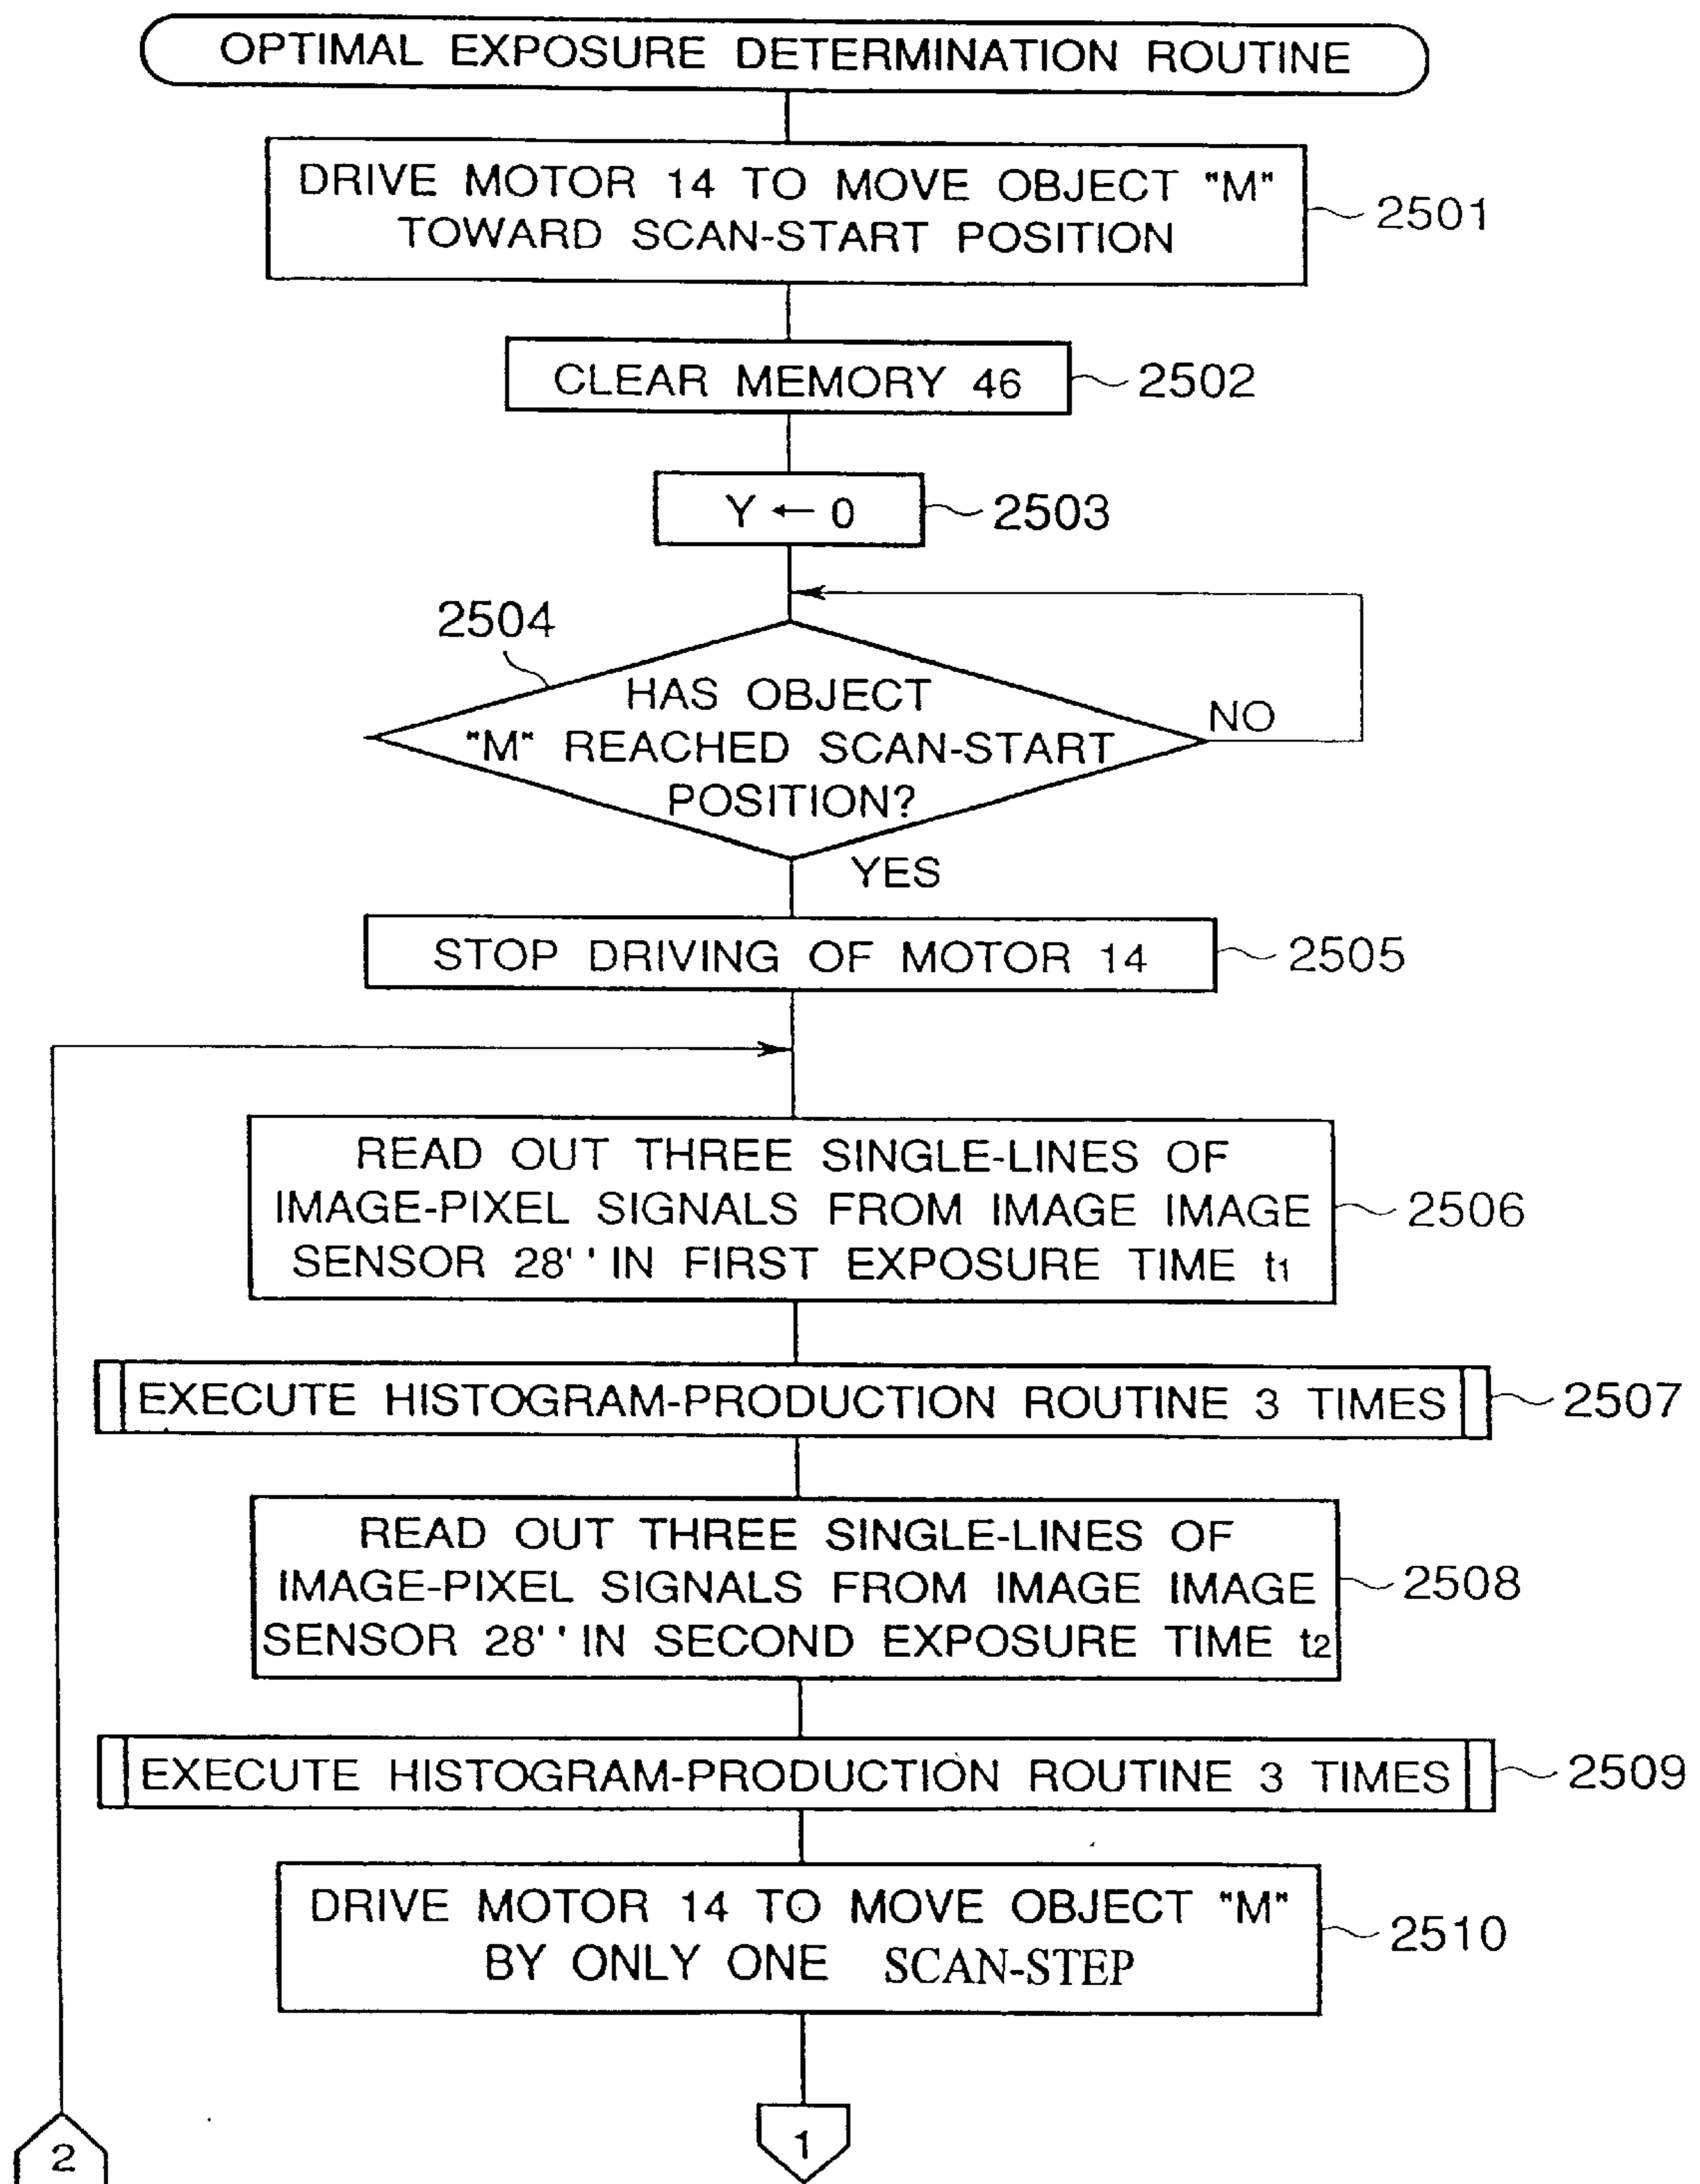 OPTIMAL EXPOSURE DETERMINATION ROUTINE
DRIVE MOTOR 14 TO MOVE OBJECT "M"
TOWARD SCAN-START POSITION
2501
CLEAR MEMORY 46
2502
Y ← 0
2503
2504
HAS OBJECT
"M" REACHED SCAN-START
POSITION?
NO
YES
STOP DRIVING OF MOTOR 14
2505
READ OUT THREE SINGLE-LINES OF
IMAGE-PIXEL SIGNALS FROM IMAGE IMAGE
SENSOR 28'' IN FIRST EXPOSURE TIME t1
2506
EXECUTE HISTOGRAM-PRODUCTION ROUTINE 3 TIMES
2507
READ OUT THREE SINGLE-LINES OF
IMAGE-PIXEL SIGNALS FROM IMAGE IMAGE
SENSOR 28'' IN SECOND EXPOSURE TIME t2
2508
EXECUTE HISTOGRAM-PRODUCTION ROUTINE 3 TIMES
2509
DRIVE MOTOR 14 TO MOVE OBJECT "M"
BY ONLY ONE SCAN-STEP
2510
2
1